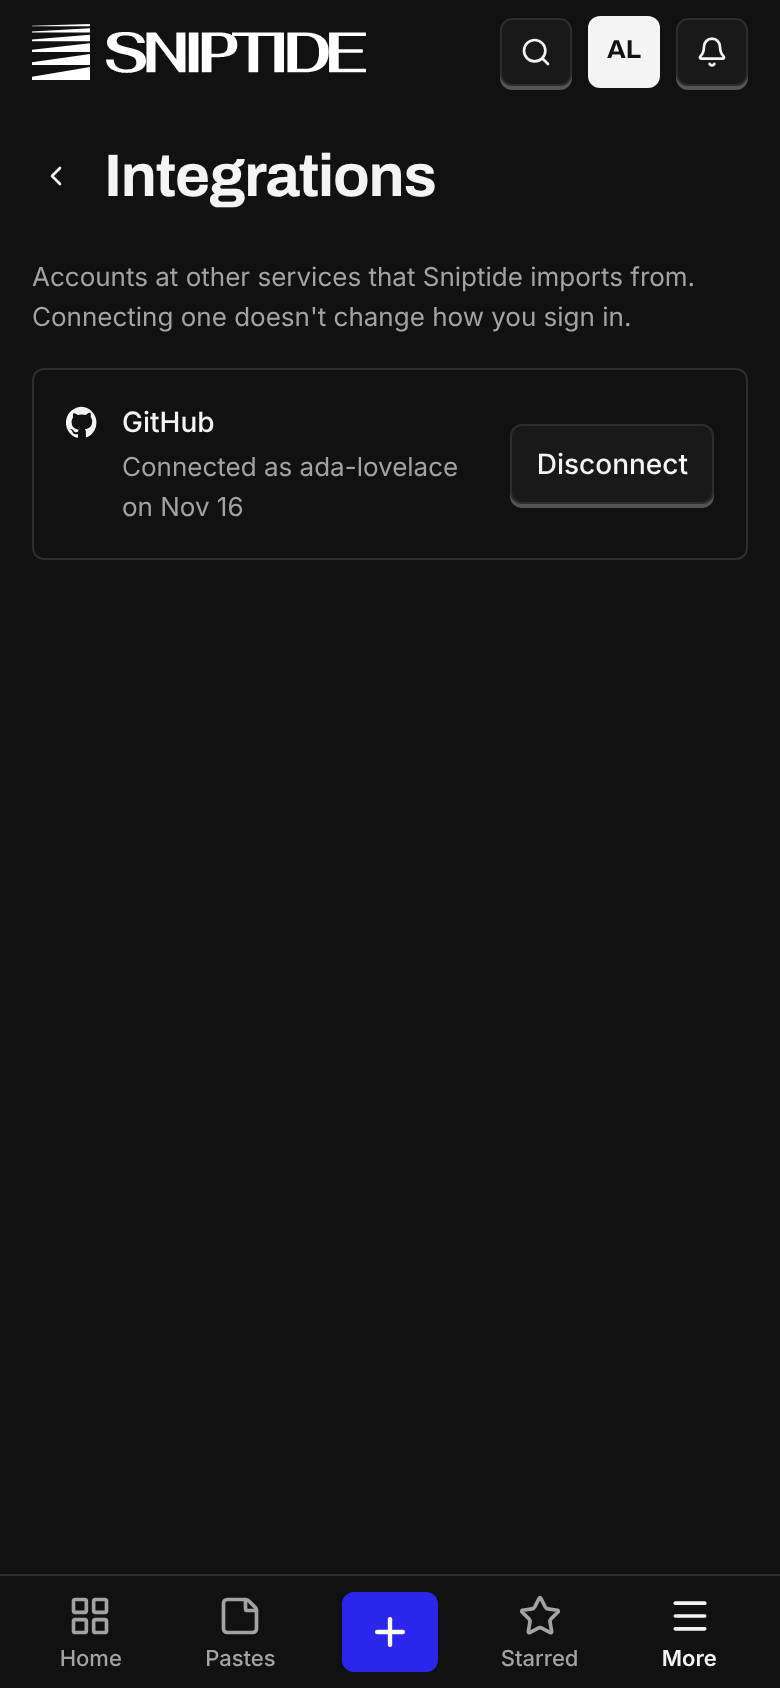 SNIPTIDE
AL
Integrations
Accounts at other services that Sniptide imports from.
Connecting one doesn't change how you sign in.
GitHub
Connected as ada-lovelace
on Nov 16
Disconnect
Home
Pastes
Starred
More